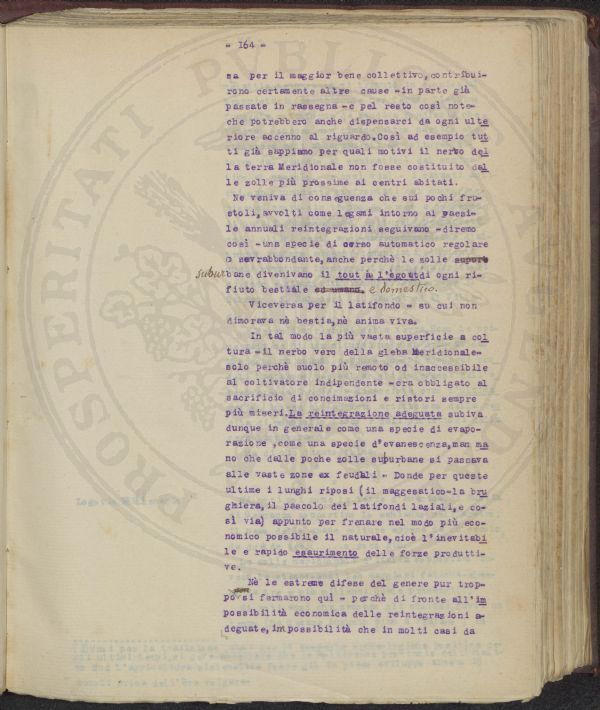 - 164 -
sa per il maggior bene collettivo, contribui-
rono certamente altre cause - in parte già
passate in rassegna - e pel resto così note-
che potrebbero anche dispensarci da ogni ulte
riore accenno al riguardo. Così ad esempio tut
ti già sappiamo per quali motivi il nerbo del
la terra Meridionale non fosse costituito dal
le zolle più prossime ai centri abitati.
Ne veniva di conseguenza che sui pochi fru-
stoli, avvolti come legami intorno ai paesi-
le annuali reintegrazioni seguivano - diremo
così - una specie di corso automatico regolare
o sovrabbondante, anche perchè le zolle
suburbane divenivano il tout à l'égout di ogni ri-
fiuto bestiale ed umano. e domestico.
Viceversa per il latifondo - su cui non
dimorava nè bestia, nè anima viva.
In tal modo la più vasta superficie a col
tura - il nerbo vero della gleba Meridionale-
solo perchè suolo più remoto od inaccessibile
al coltivatore indipendente - era obbligato al
sacrificio di concimazioni e ristori sempre
più miseri. La reintegrazione adeguata subiva
dunque in generale come una specie di evapo-
razione, come una specie d'evanescenza, man ma
no che dalle poche zolle suburbane si passava
alle vaste zone ex feudali - Donde per queste
ultime i lunghi riposi (il maggesatico - la bru
ghiera, il pascolo dei latifondi laziali, e co-
sì via) appunto per frenare nel modo più eco-
nomico possibile il naturale, cioè l'inevitabi
le e rapido esaurimento delle forze produtti-
ve.
Nè le estreme difese del genere pur trop-
po si fermarono quì - perchè di fronte all'im
possibilità economica delle reintegrazioni a-
deguate, impossibilità che in molti casi da
PROSPERITATI PVBLICAE